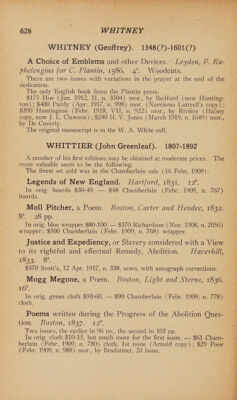 628 WHITNEY
WHITNEY (Geoffrey). 1548(?)-1601(?)
A Choice of Emblems and other Devices. Leyden, F. Ra-
phelengius for C. Plantin, 1586. 4°. Woodcuts.
There are two issues with variations in the prayer at the end of the
dedication.
The only English book from the Plantin press.
$175 Hoe (Jan. 1912, II, n. 3504) mor., by Bedford (now Hunting-
ton); $400 Purdy (Apr. 1917, n. 998) mor. (Narcissus Luttrell's copy);
$390 Huntington (Febr. 1918, VII, n. 922) mor., by Rivière (Halsey
copy, now J. L. Clawson); $240 H. V. Jones (March 1919, n. 1649) mor.,
by De Coverly.
The original manuscript is in the W. A. White coll.
WHITTIER (John Greenleaf). 1807-1892
A number of his first editions may be obtained at moderate prices. The
more valuable seem to be the following.
The finest set sold was in the Chamberlain sale (16 Febr. 1909).
Legends of New England. Hartford, 1831. 12°.
In orig. boards $30-40. — $48 Chamberlain (Febr. 1909, n. 767)
boards.
Moll Pitcher, a Poem. Boston, Carter and Hendee, 1832.
8°. 28 pp.
In orig. blue wrapper $80-100. — $370 Richardson (Nov. 1908, n. 2056)
wrapper; $500 Chamberlain (Febr. 1909, n. 768) wrapper.
Justice and Expediency, or Slavery considered with a View
to its rightful and effectual Remedy, Abolition. Haverhill,
1833. 8°.
$370 Scott's, 12 Apr. 1917, n. 338, sewn, with autograph corrections.
Mogg Megone, a Poem. Boston, Light and Sterns, 1836.
16°.
In orig. green cloth $50-60. — $90 Chamberlain (Febr. 1909, n. 778)
cloth.
Poems written during the Progress of the Abolition Ques-
tion. Boston, 1837. 12°.
Two issues, the earlier in 96 pp., the second in 103 pp.
In orig. cloth $10-15, but much more for the first issue. — $61 Cham-
berlain (Febr. 1909, n. 780) cloth, 1st issue (Arnold copy); $29 Poor
(Febr. 1909, n. 988) mor., by Bradstreet, 2d issue.